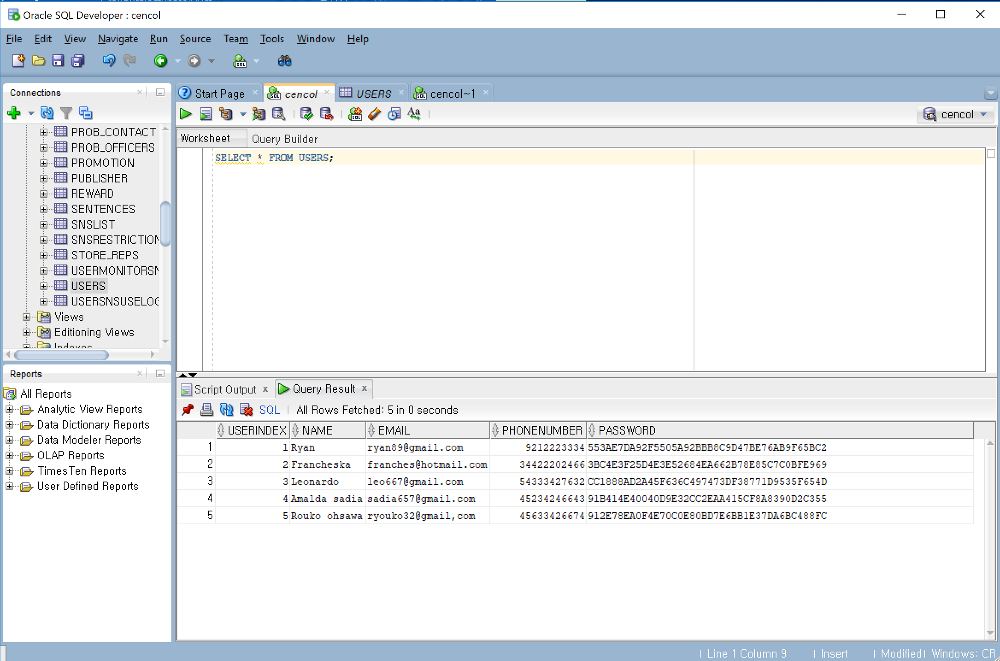 Oracle SQL Developer : cencol
File Edit View Navigate Run Source Team Tools Window Help
Connections
PROB_CONTACT
PROB_OFFICERS
PROMOTION
PUBLISHER
REWARD
SENTENCES
SNSLIST
SNSRESTRICTION
STORE_REPS
USERMONITORSN
USERS
USERSNSUSELOG
Views
Editioning Views
Indexes
Reports
All Reports
Analytic View Reports
Data Dictionary Reports
Data Modeler Reports
OLAP Reports
TimesTen Reports
User Defined Reports
Start Page cencol USERS cencol~1
cencol
Worksheet Query Builder
SELECT * FROM USERS;
Script Output Query Result
SQL All Rows Fetched: 5 in 0 seconds
USERINDEX NAME EMAIL PHONENUMBER PASSWORD
1 1 Ryan ryan89@gmail.com 9212223334 553AE7DA92F5505A92BBB8C9D47BE76AB9F65BC2
2 2 Francheska franches@hotmail.com 34422202466 3BC4E3F25D4E3E52684EA662B78E85C7C0BFE969
3 3 Leonardo leo667@gmail.com 54333427632 CC1888AD2A45F636C497473DF38771D9535F654D
4 4 Amalda sadia sadia657@gmail.com 45234246643 91B414E40040D9E32CC2EAA415CF8A8390D2C355
5 5 Rouko ohsawa ryouko32@gmail,com 45633426674 912E78EA0F4E70C0E80BD7E6BB1E37DA6BC488FC
Line 1 Column 9 Insert Modified Windows: CR